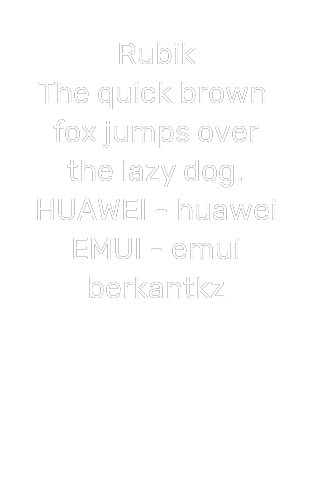 Rubik
The quick brown
fox jumps over
the lazy dog.
HUAWEI - huawei
EMUI - emui
berkantkz